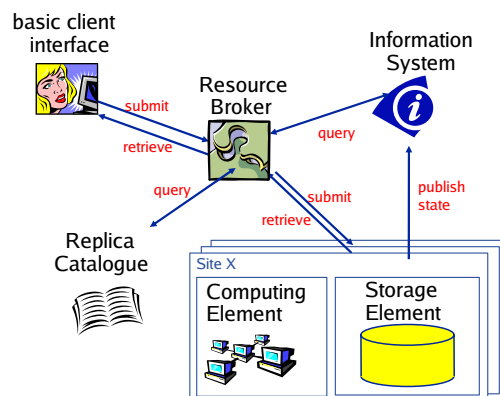 basic client
interface
Information
System
Resource
Broker
submit
retrieve
query
query
submit
retrieve
publish
state
Replica
Catalogue
Site X
Computing
Element
Storage
Element
i